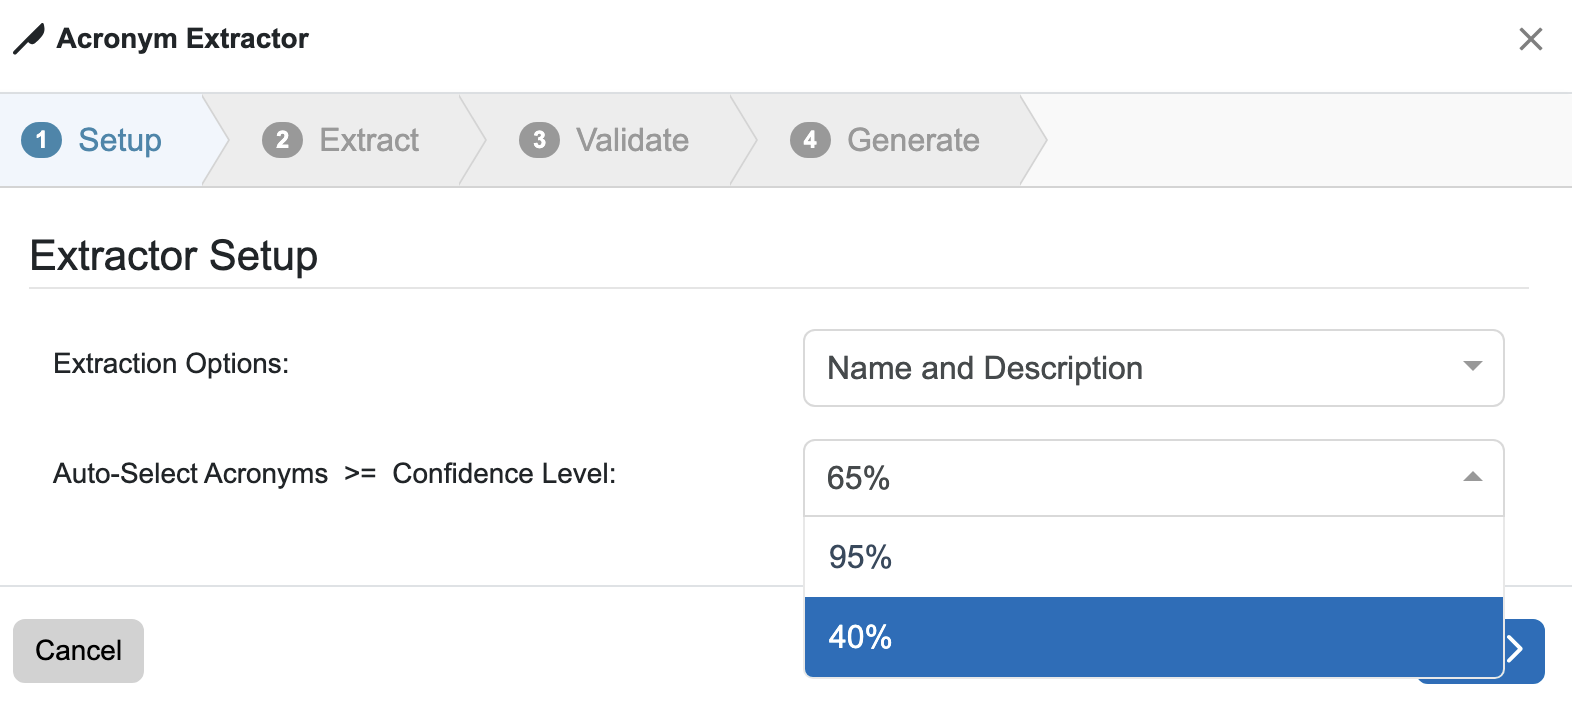 Acronym Extractor
1 Setup 2 Extract 3 Validate 4 Generate
Extractor Setup
Extraction Options: Name and Description
Auto-Select Acronyms >= Confidence Level: 65%
95%
40%
Cancel